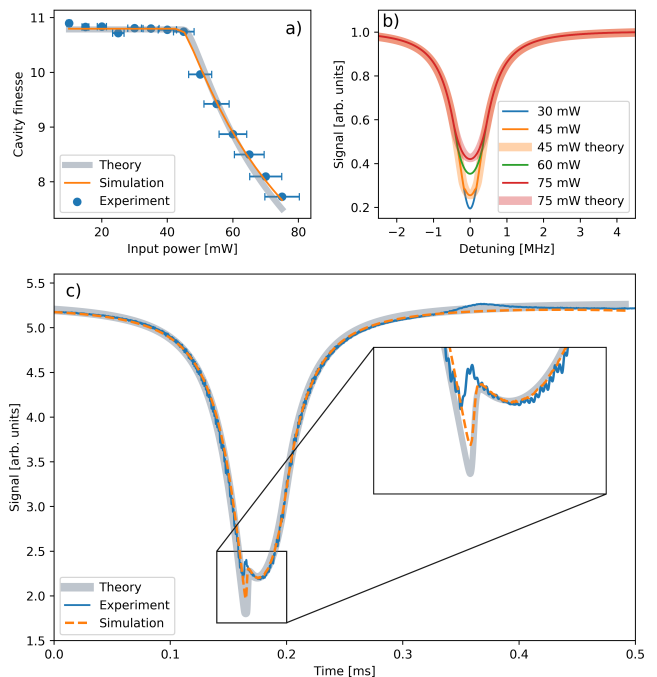 a)
11
10
9
8
Cavity finesse
20
40
60
80
Input power [mW]
Theory
Simulation
Experiment
b)
1.0
0.8
0.6
0.4
0.2
Signal [arb. units]
−2
−1
0
1
2
3
4
Detuning [MHz]
30 mW
45 mW
45 mW theory
60 mW
75 mW
75 mW theory
c)
5.5
5.0
4.5
4.0
3.5
3.0
2.5
2.0
1.5
Signal [arb. units]
0.0
0.1
0.2
0.3
0.4
0.5
Time [ms]
Theory
Experiment
Simulation